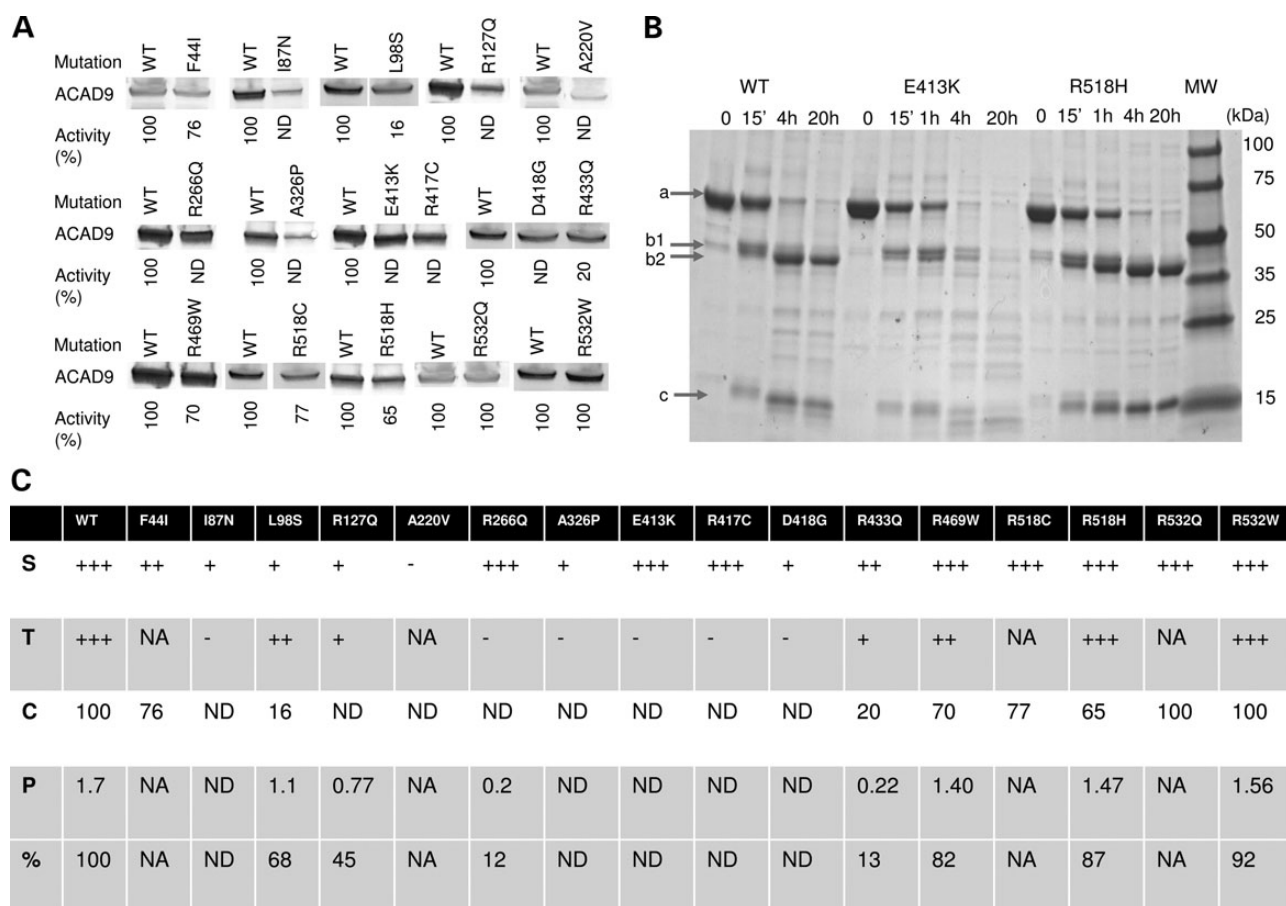 A
Mutation WT F44I WT I87N WT L98S WT R127Q WT A220V
ACAD9
Activity (%) 100 76 100 ND 100 16 100 ND 100 ND
Mutation WT R266Q WT A326P WT E413K R417C WT D418G R433Q
ACAD9
Activity (%) 100 ND 100 ND 100 ND ND 100 ND 20
Mutation WT R469W WT R518C WT R518H WT R532Q WT R532W
ACAD9
Activity (%) 100 70 100 77 100 65 100 100 100 100
B
WT E413K R518H MW
0 15' 4h 20h 0 15' 1h 4h 20h 0 15' 1h 4h 20h (kDa)
100
a 75
50
b1
b2 35
25
c 15
C
WT F44I I87N L98S R127Q A220V R266Q A326P E413K R417C D418G R433Q R469W R518C R518H R532Q R532W
S +++ ++ + + + - +++ + +++ +++ + ++ +++ +++ +++ +++ +++
T +++ NA - ++ + NA - - - - - + ++ NA +++ NA +++
C 100 76 ND 16 ND ND ND ND ND ND ND 20 70 77 65 100 100
P 1.7 NA ND 1.1 0.77 NA 0.2 ND ND ND ND 0.22 1.40 NA 1.47 NA 1.56
% 100 NA ND 68 45 NA 12 ND ND ND ND 13 82 NA 87 NA 92